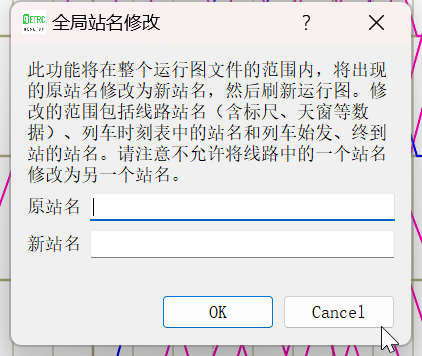 全局站名修改
?
此功能将在整个运行图文件的范围内，将出现
的原站名修改为新站名，然后刷新运行图。修
改的范围包括线路站名（含标尺、天窗等数
据）、列车时刻表中的站名和列车始发、终到
站的站名。请注意不允许将线路中的一个站名
修改为另一个站名。
原站名
新站名
OK
Cancel